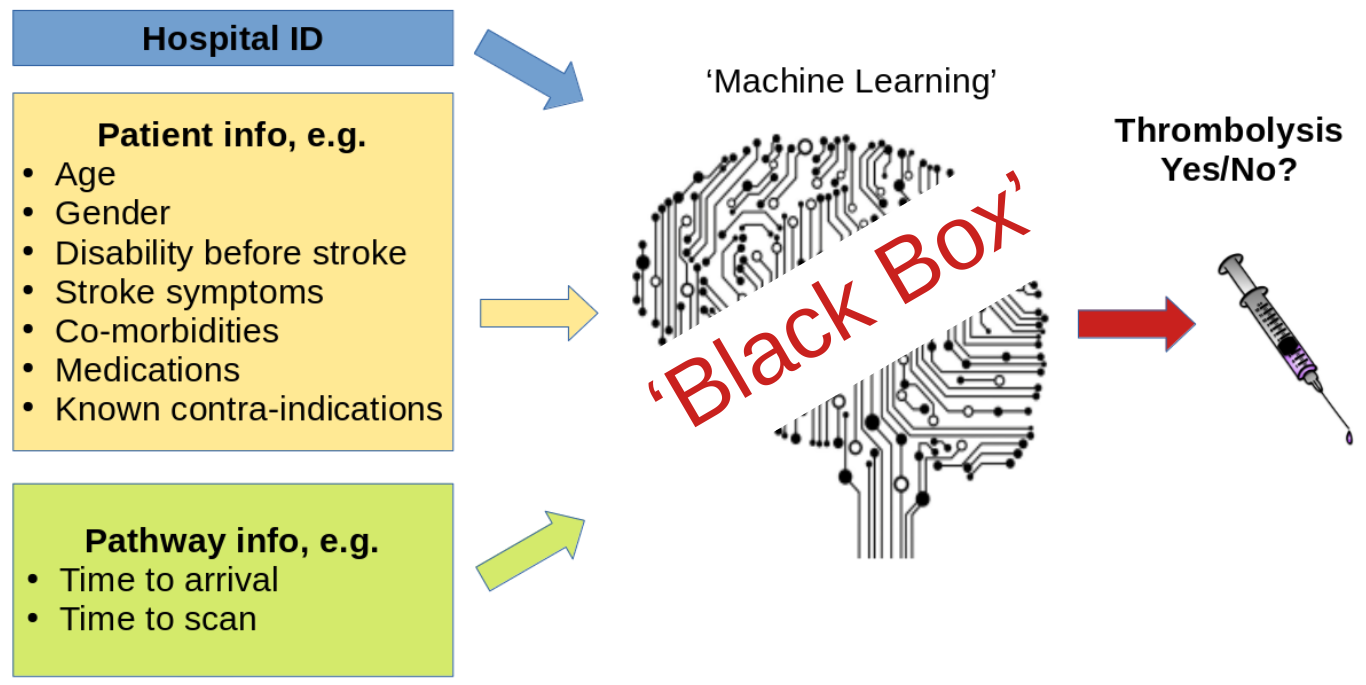 Hospital ID
Patient info, e.g.
• Age
• Gender
• Disability before stroke
• Stroke symptoms
• Co-morbidities
• Medications
• Known contra-indications
Pathway info, e.g.
• Time to arrival
• Time to scan
‘Machine Learning’
‘Black Box’
Thrombolysis
Yes/No?